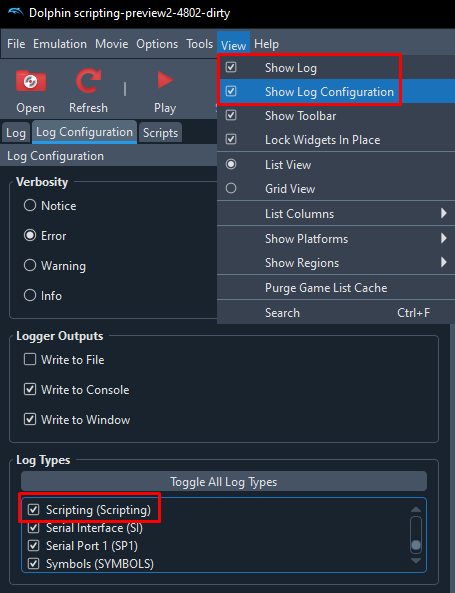 Dolphin scripting-preview2-4802-dirty
File Emulation Movie Options Tools View Help
Open Refresh Play
Show Log
Show Log Configuration
Show Toolbar
Lock Widgets In Place
List View
Grid View
List Columns
Show Platforms
Show Regions
Purge Game List Cache
Search Ctrl+F
Log Log Configuration Scripts
Log Configuration
Verbosity
Notice
Error
Warning
Info
Logger Outputs
Write to File
Write to Console
Write to Window
Log Types
Toggle All Log Types
Scripting (Scripting)
Serial Interface (SI)
Serial Port 1 (SP1)
Symbols (SYMBOLS)